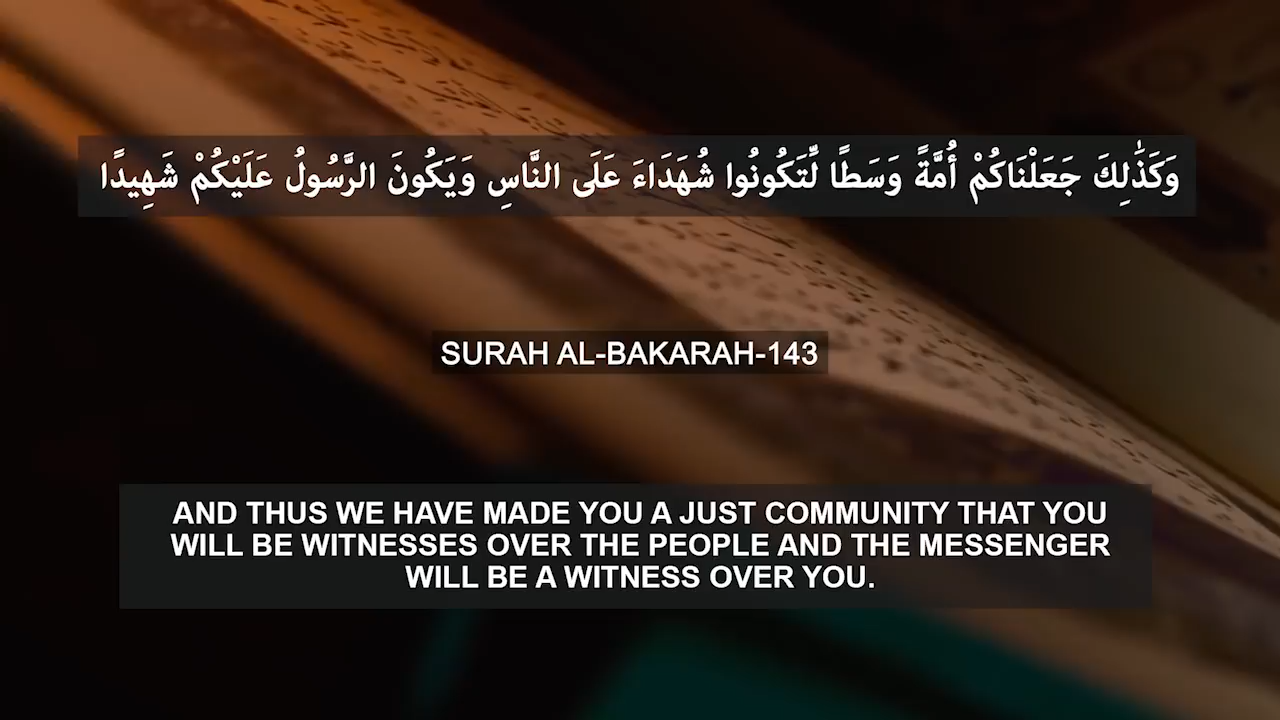 وَكَذَٰلِكَ جَعَلْنَاكُمْ أُمَّةً وَسَطًا لِّتَكُونُوا شُهَدَاءَ عَلَى النَّاسِ وَيَكُونَ الرَّسُولُ عَلَيْكُمْ شَهِيدًا
SURAH AL-BAKARAH-143
AND THUS WE HAVE MADE YOU A JUST COMMUNITY THAT YOU
WILL BE WITNESSES OVER THE PEOPLE AND THE MESSENGER
WILL BE A WITNESS OVER YOU.